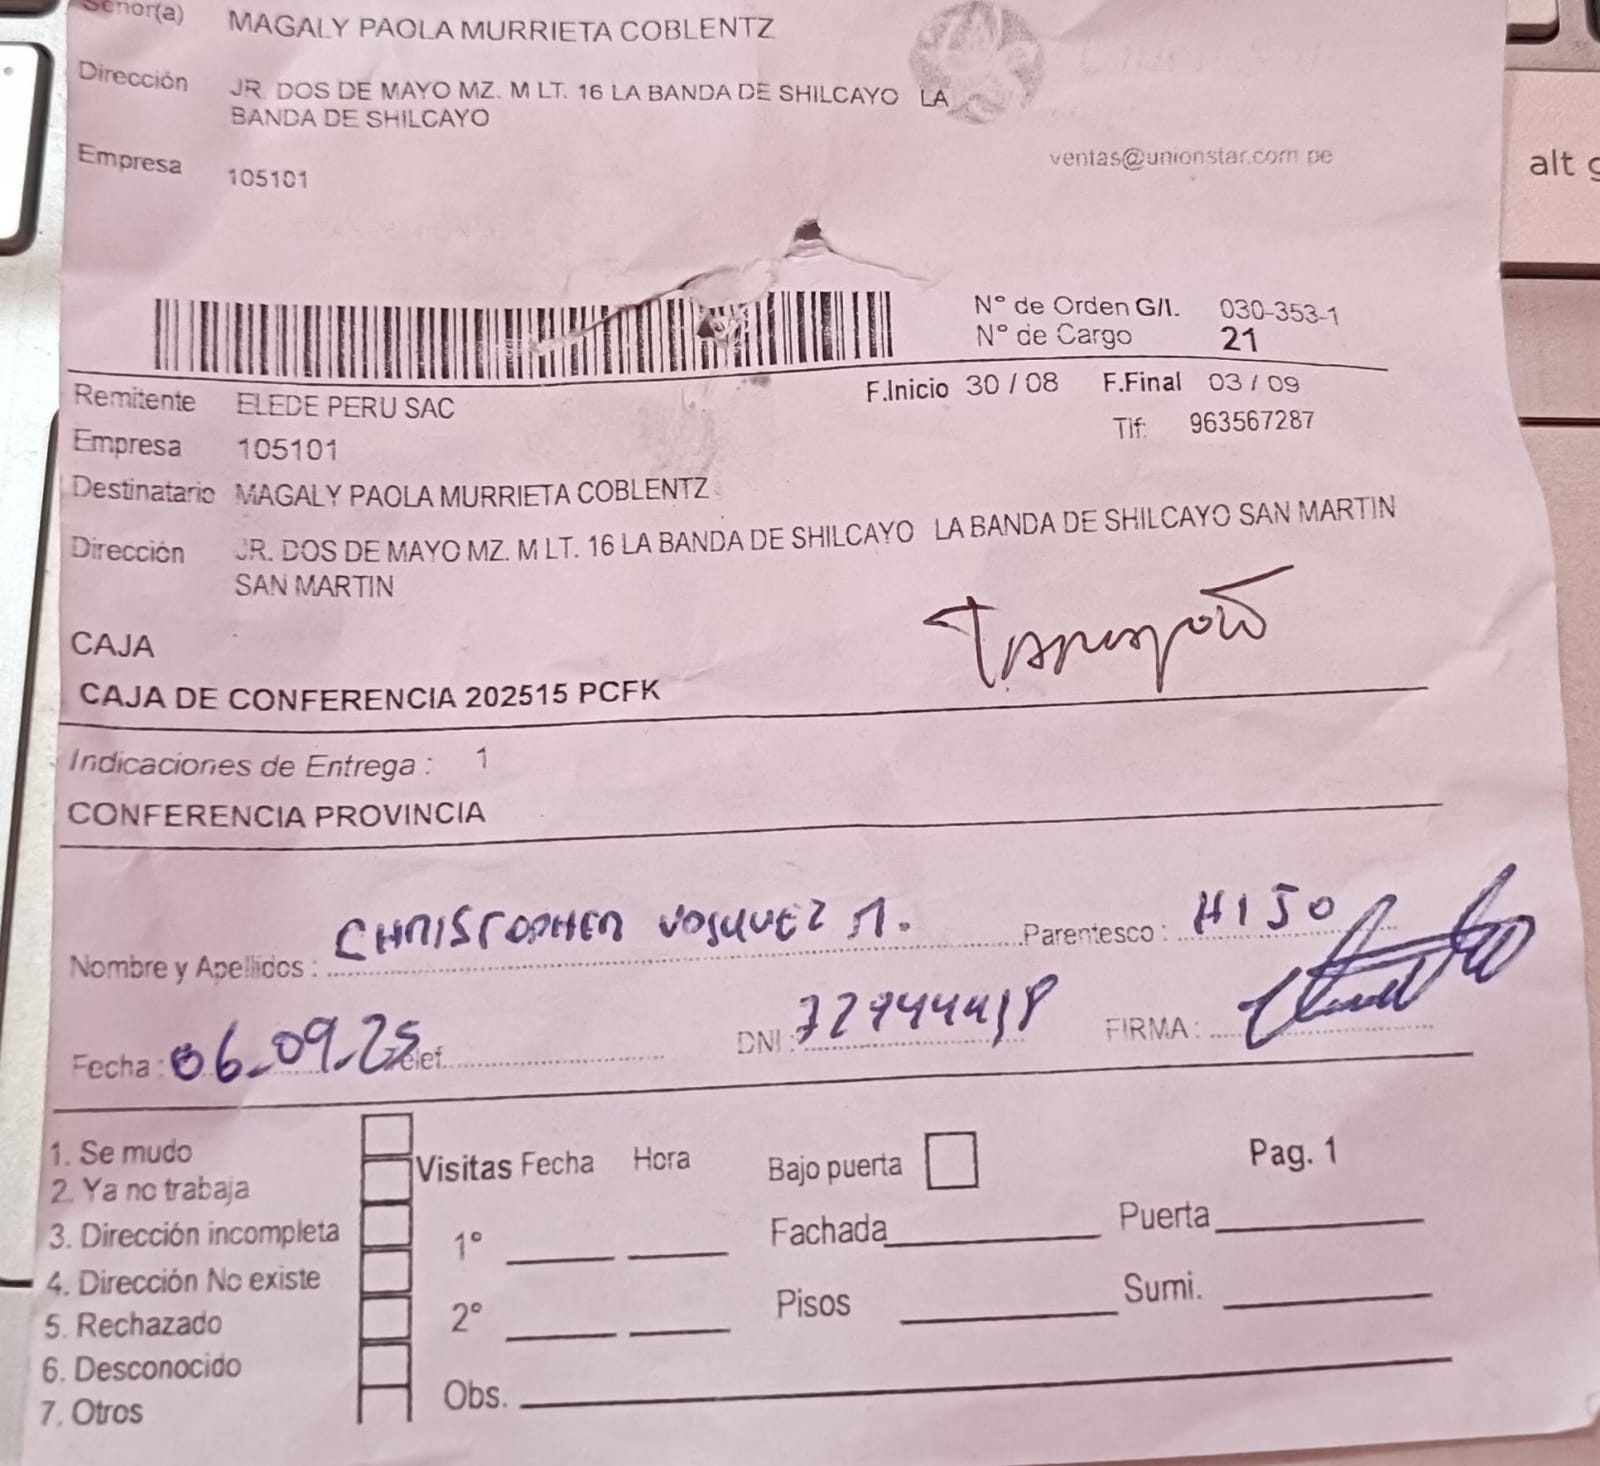 Señor(a) MAGALY PAOLA MURRIETA COBLENTZ
Dirección JR. DOS DE MAYO MZ. M LT. 16 LA BANDA DE SHILCAYO LA
BANDA DE SHILCAYO
Empresa 105101
ventas@unionstar.com.pe
alt
N° de Orden G/I. 030-353-1
N° de Cargo 21
F.Inicio 30 / 08 F.Final 03 / 09
Remitente ELEDE PERU SAC
Tlf: 963567287
Empresa 105101
Destinatario MAGALY PAOLA MURRIETA COBLENTZ
Dirección JR. DOS DE MAYO MZ. M LT. 16 LA BANDA DE SHILCAYO LA BANDA DE SHILCAYO SAN MARTIN
SAN MARTIN
CAJA
CAJA DE CONFERENCIA 202515 PCFK
Indicaciones de Entrega : 1
CONFERENCIA PROVINCIA
Nombre y Apellidos : CHRISTOPHER VASQUEZ M. Parentesco : HIJO
Fecha : 06-09-25 Telef. DNI : FIRMA :
1. Se mudo
2. Ya no trabaja
3. Dirección incompleta
4. Dirección No existe
5. Rechazado
6. Desconocido
7. Otros
Visitas Fecha Hora
1°
2°
Obs.
Bajo puerta
Fachada
Pisos
Pag. 1
Puerta
Sumi.